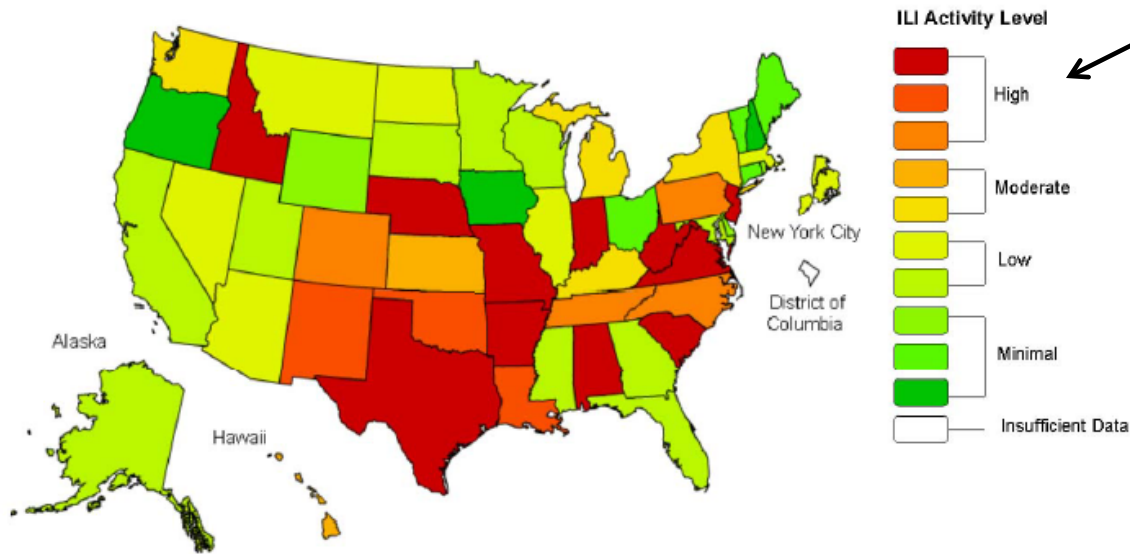 ILI Activity Level
High
Moderate
Low
Minimal
Insufficient Data
New York City
District of
Columbia
Alaska
Hawaii